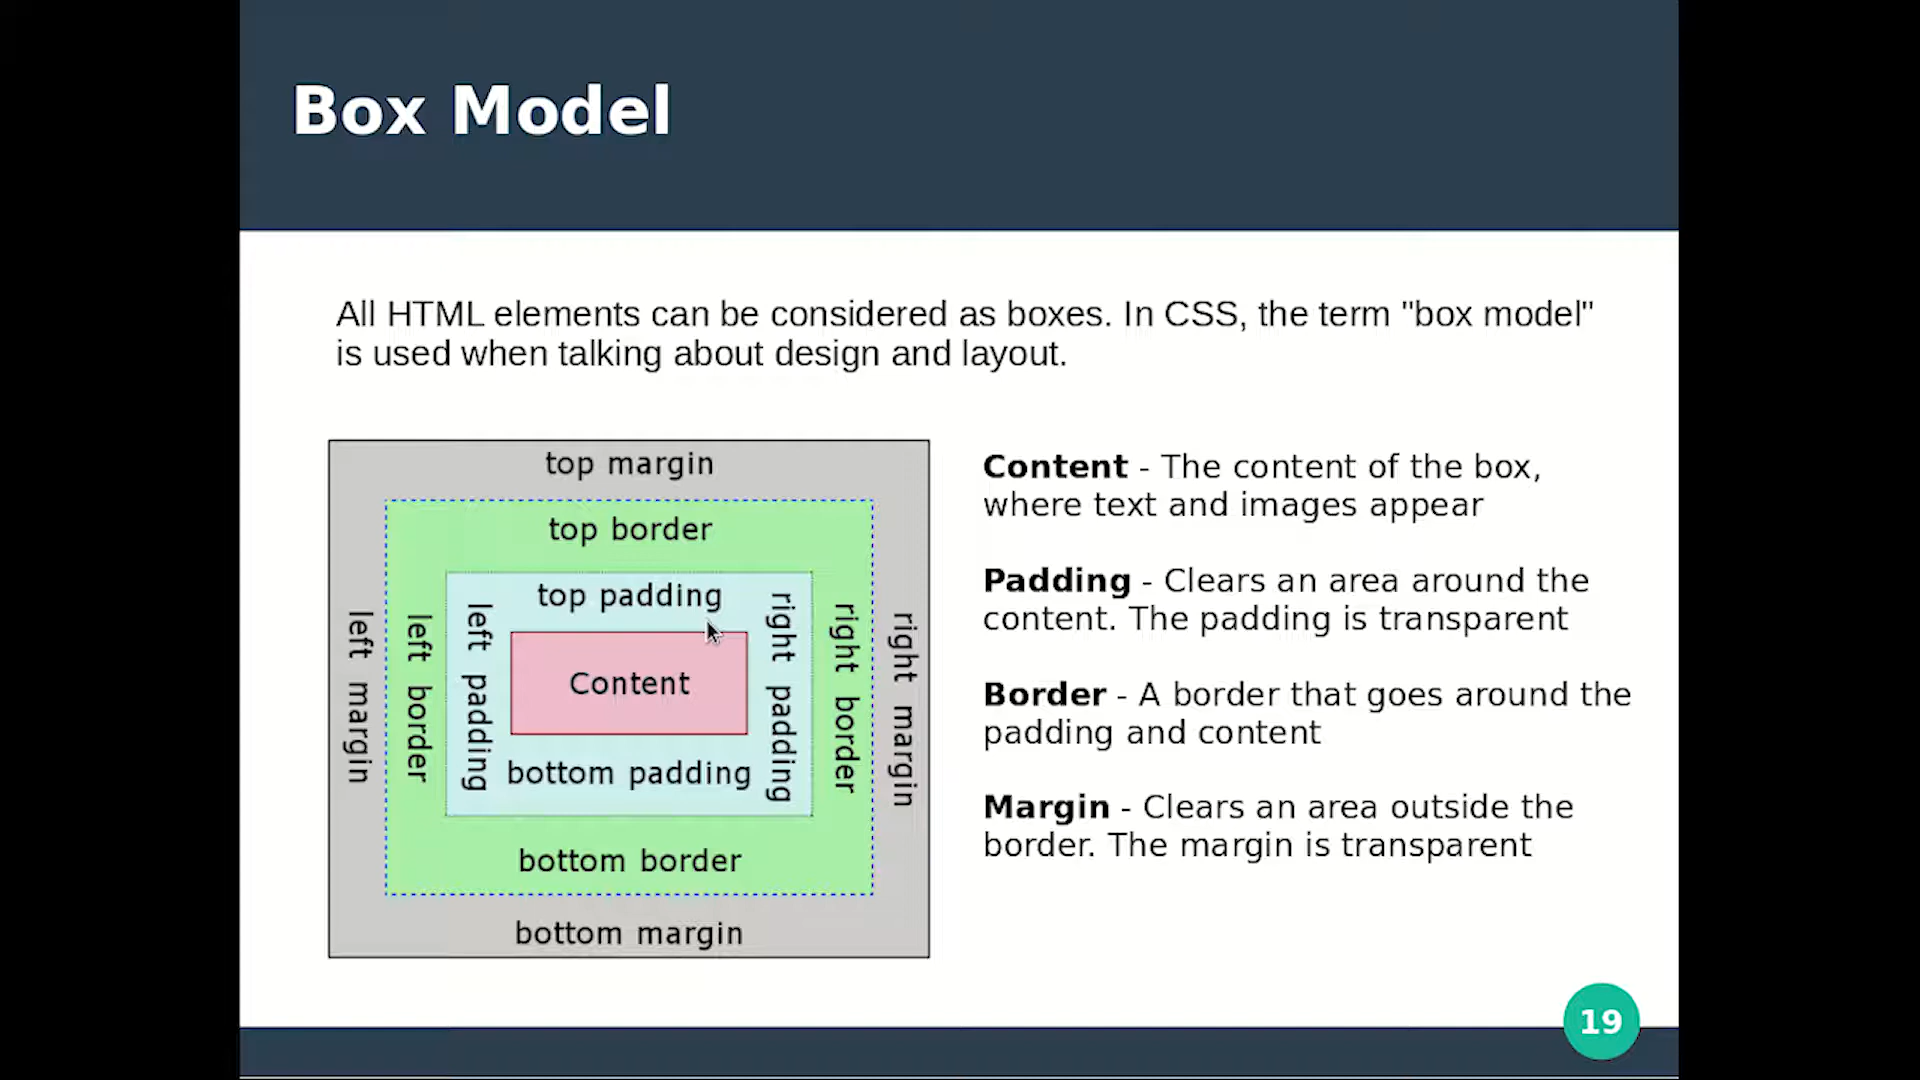 Box Model
All HTML elements can be considered as boxes. In CSS, the term "box model"
is used when talking about design and layout.
top margin
top border
top padding
left margin
left border
left padding
Content
right padding
right border
right margin
bottom padding
bottom border
bottom margin
Content - The content of the box,
where text and images appear
Padding - Clears an area around the
content. The padding is transparent
Border - A border that goes around the
padding and content
Margin - Clears an area outside the
border. The margin is transparent
19